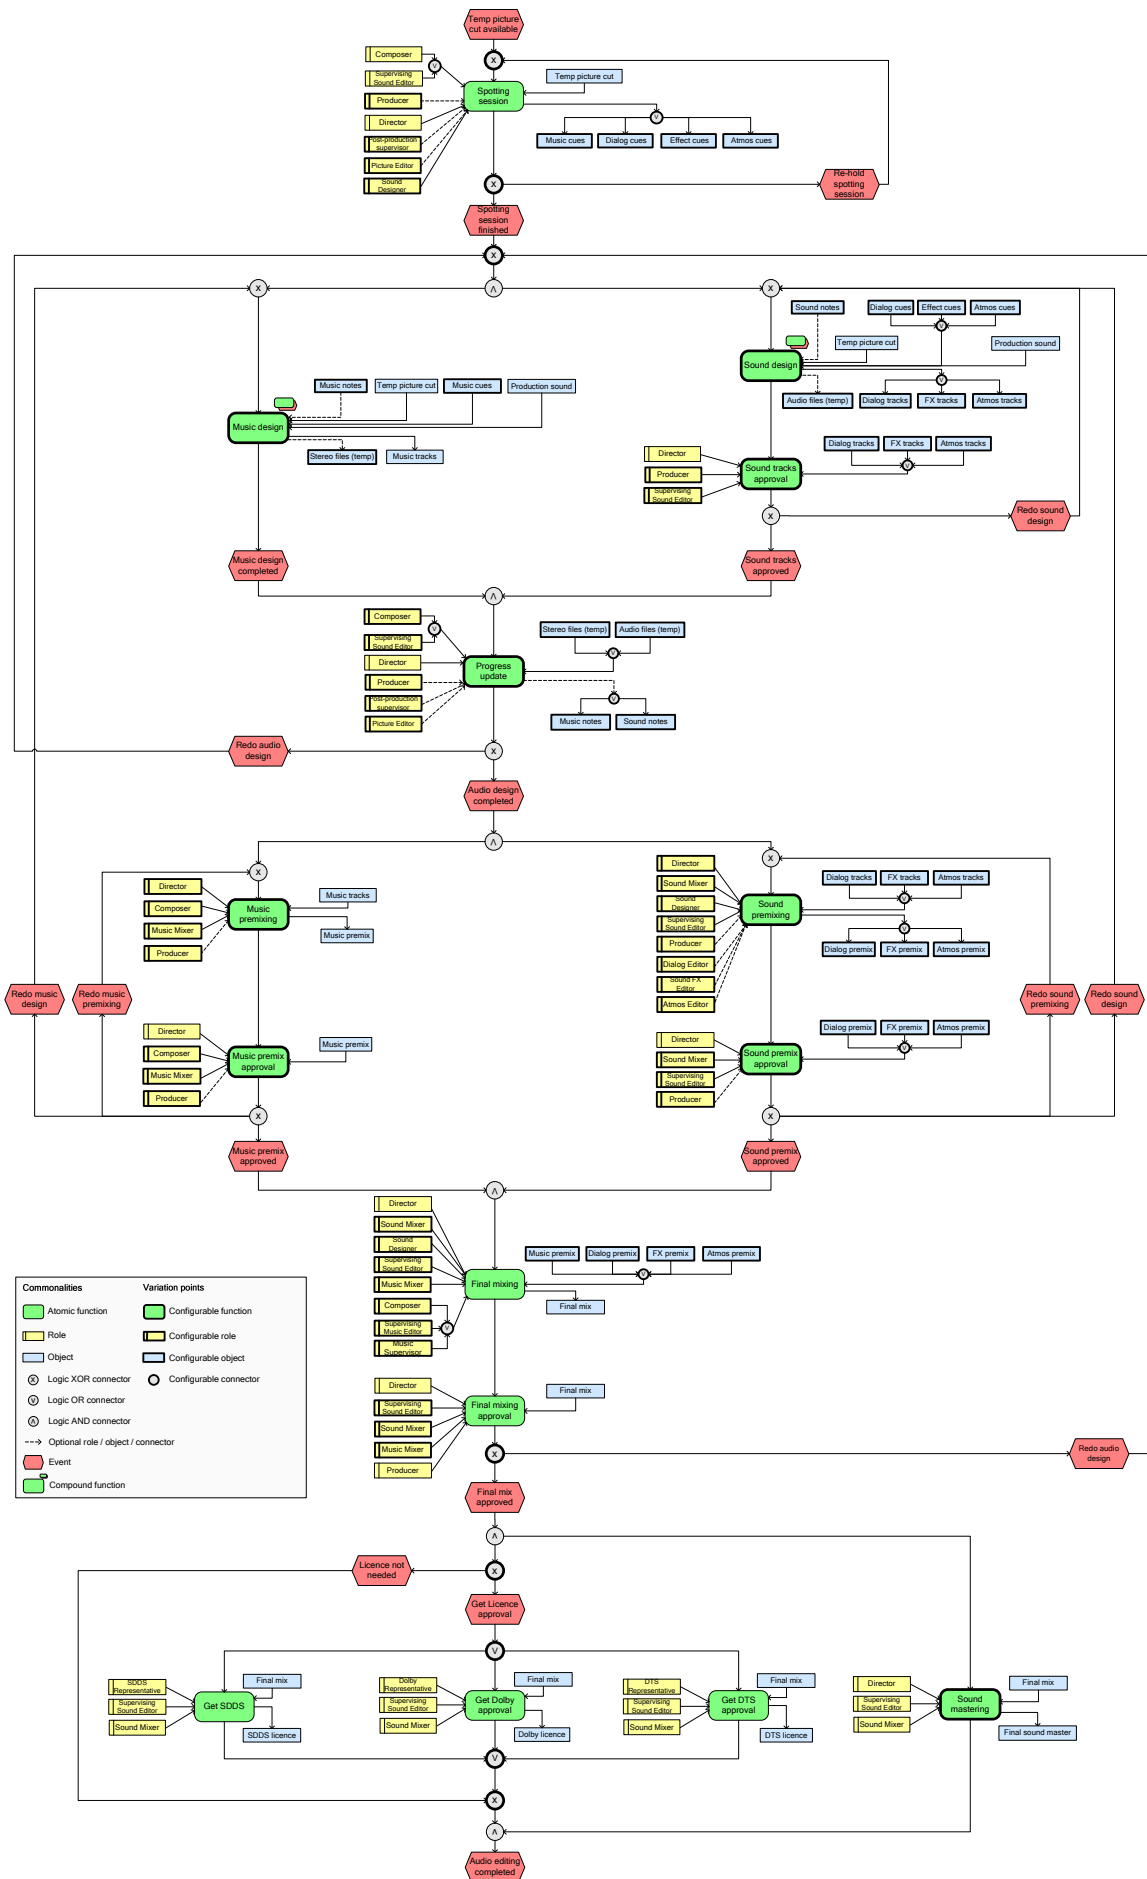 Temp picture
cut available
x
Composer
Supervising
Sound Editor
v
Temp picture cut
Spotting
session
Producer
Director
v
Post-production
supervisor
Music cues
Dialog cues
Effect cues
Atmos cues
Picture Editor
Sound
Designer
x
Re-hold
spotting
session
Spotting
session
finished
x
x
Λ
x
Sound notes
Dialog cues
Effect cues
Atmos cues
v
Temp picture cut
Production sound
Sound design
v
Audio files (temp)
Dialog tracks
FX tracks
Atmos tracks
Music notes
Temp picture cut
Music cues
Production sound
Music design
Stereo files (temp)
Music tracks
Dialog tracks
FX tracks
Atmos tracks
v
Director
Producer
Supervising
Sound Editor
Sound tracks
approval
x
Redo sound
design
Music design
completed
Sound tracks
approved
Λ
Composer
Supervising
Sound Editor
v
Stereo files (temp)
Audio files (temp)
v
Director
Progress
update
Producer
Post-production
supervisor
v
Picture Editor
Music notes
Sound notes
Redo audio
design
x
Audio design
completed
Λ
x
x
Director
Composer
Music Mixer
Producer
Music
premixing
Music tracks
Music premix
Director
Sound Mixer
Sound
Designer
Supervising
Sound Editor
Producer
Dialog Editor
Sound FX
Editor
Atmos Editor
Sound
premixing
Dialog tracks
FX tracks
Atmos tracks
v
v
Dialog premix
FX premix
Atmos premix
Redo music
design
Redo music
premixing
Redo sound
premixing
Redo sound
design
Director
Composer
Music Mixer
Producer
Music premix
approval
Music premix
Director
Sound Mixer
Supervising
Sound Editor
Producer
Sound premix
approval
Dialog premix
FX premix
Atmos premix
v
x
x
Music premix
approved
Sound premix
approved
Λ
Director
Sound Mixer
Sound
Designer
Supervising
Sound Editor
Music Mixer
Composer
Supervising
Music Editor
Music
Supervisor
v
Final mixing
Music premix
Dialog premix
FX premix
Atmos premix
v
Final mix
Commonalities
Variation points
Atomic function
Configurable function
Role
Configurable role
Object
Configurable object
x
Logic XOR connector
Configurable connector
v
Logic OR connector
Λ
Logic AND connector
Optional role / object / connector
Event
Compound function
Director
Supervising
Sound Editor
Sound Mixer
Music Mixer
Producer
Final mixing
approval
Final mix
x
Redo audio
design
Final mix
approved
Λ
Licence not
needed
x
Get Licence
approval
V
SDDS
Representative
Supervising
Sound Editor
Sound Mixer
Get SDDS
Final mix
SDDS licence
Dolby
Representative
Supervising
Sound Editor
Sound Mixer
Get Dolby
approval
Final mix
Dolby licence
DTS
Representative
Supervising
Sound Editor
Sound Mixer
Get DTS
approval
Final mix
DTS licence
Director
Supervising
Sound Editor
Sound Mixer
Sound
mastering
Final mix
Final sound master
V
x
Λ
Audio editing
completed